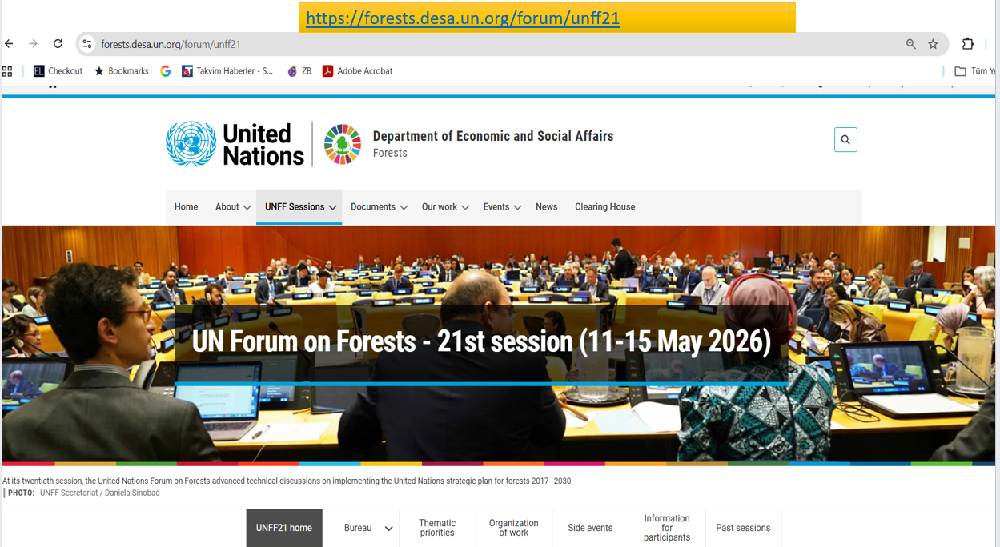 https://forests.desa.un.org/forum/unff21
forests.desa.un.org/forum/unff21
Checkout
Bookmarks
Takvim Haberler - S...
ZB
Adobe Acrobat
United
Nations
Department of Economic and Social Affairs
Forests
Home
About
UNFF Sessions
Documents
Our work
Events
News
Clearing House
UN Forum on Forests - 21st session (11-15 May 2026)
At its twentieth session, the United Nations Forum on Forests advanced technical discussions on implementing the United Nations strategic plan for forests 2017–2030.
PHOTO: UNFF Secretariat / Daniela Sinobad
UNFF21 home
Bureau
Thematic
priorities
Organization
of work
Side events
Information
for
participants
Past sessions